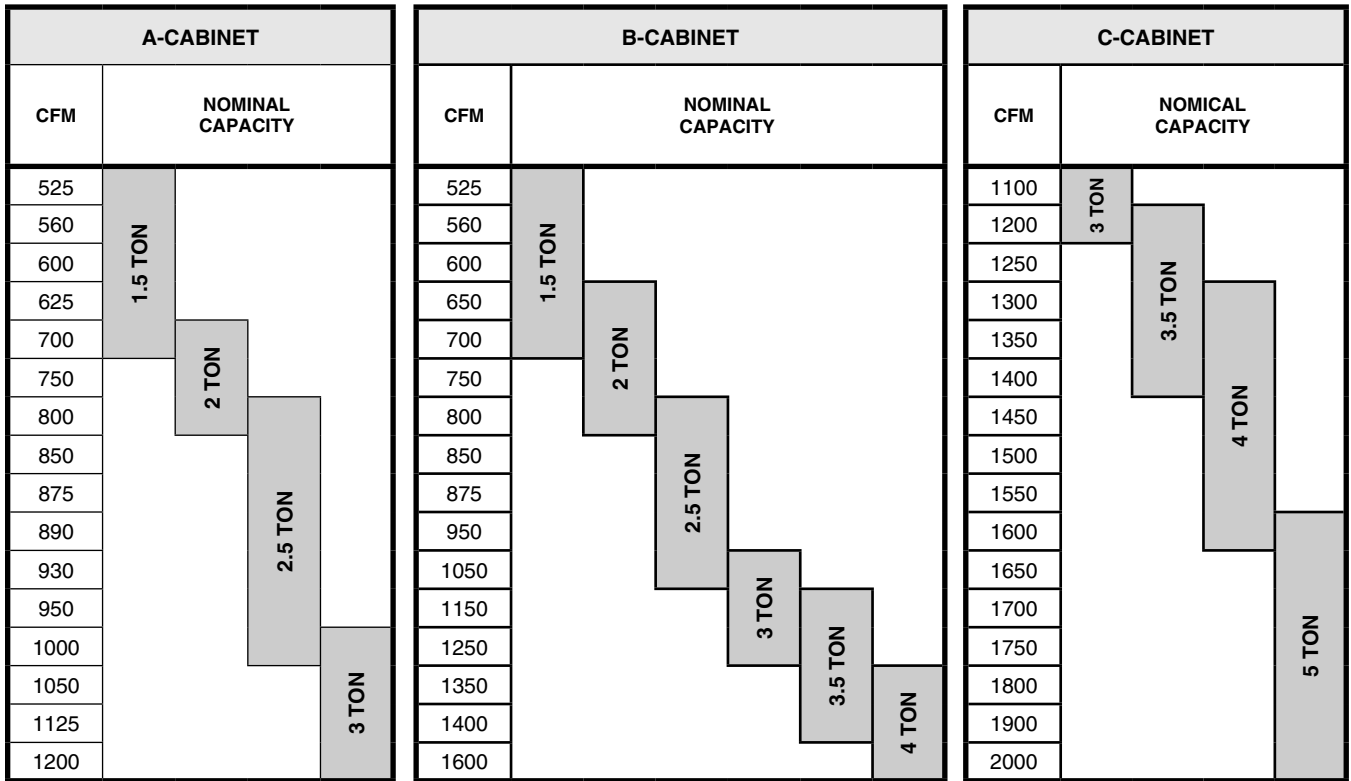 A-CABINET
CFM
NOMINAL
CAPACITY
525
560
600
625
700
750
800
850
875
890
930
950
1000
1050
1125
1200
1.5 TON
2 TON
2.5 TON
3 TON
B-CABINET
CFM
NOMINAL
CAPACITY
525
560
600
650
700
750
800
850
875
950
1050
1150
1250
1350
1400
1600
1.5 TON
2 TON
2.5 TON
3 TON
3.5 TON
4 TON
C-CABINET
CFM
NOMICAL
CAPACITY
1100
1200
1250
1300
1350
1400
1450
1500
1550
1600
1650
1700
1750
1800
1900
2000
3 TON
3.5 TON
4 TON
5 TON